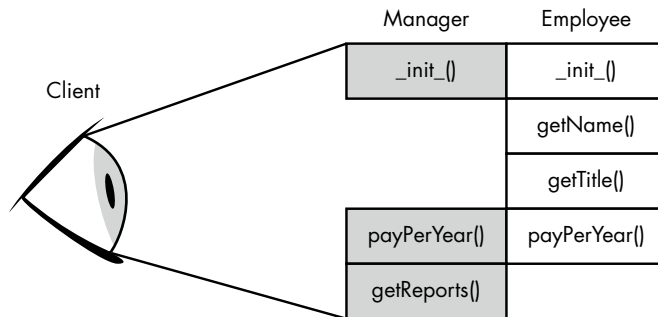 Manager Employee
Client
_init_() _init_()
getName()
getTitle()
payPerYear() payPerYear()
getReports()